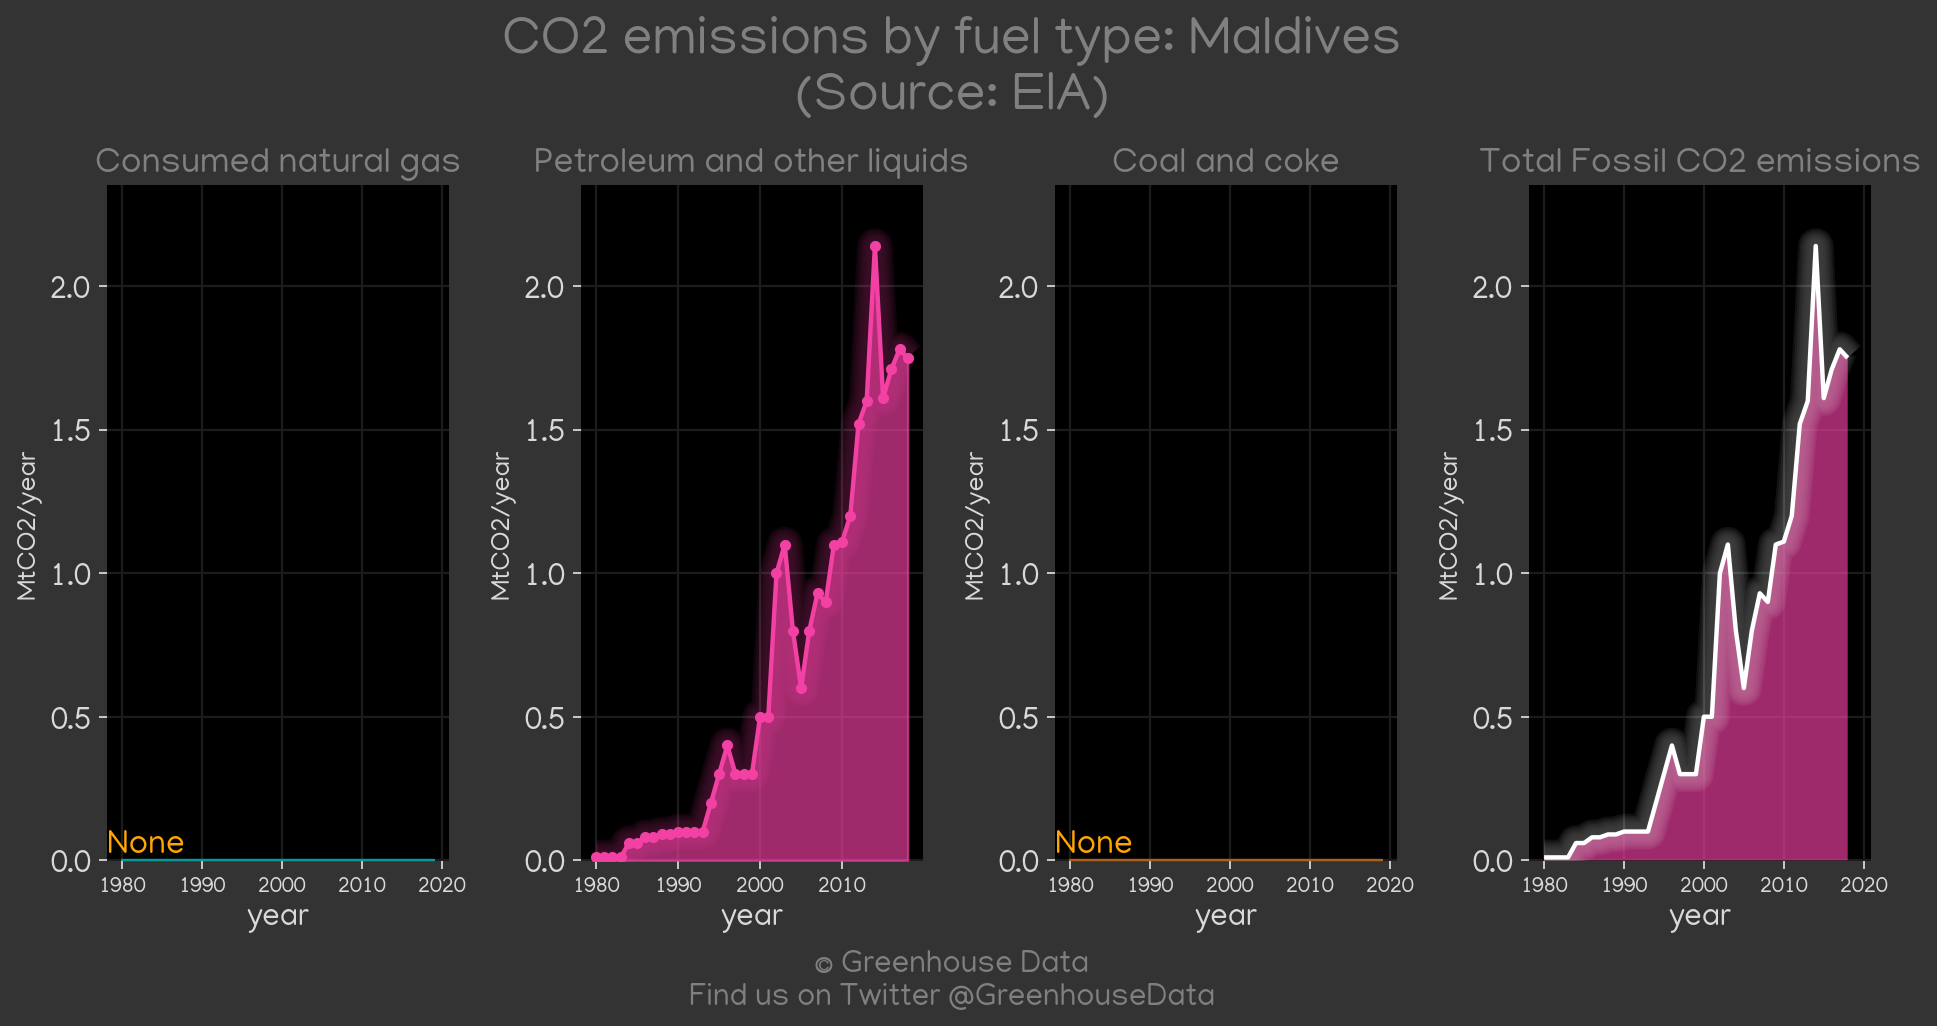 CO2 emissions by fuel type: Maldives
(Source: EIA)
Consumed natural gas
MtCO2/year
2.0
1.5
1.0
0.5
0.0
None
1980 1990 2000 2010 2020
year
Petroleum and other liquids
MtCO2/year
2.0
1.5
1.0
0.5
0.0
1980 1990 2000 2010
year
Coal and coke
MtCO2/year
2.0
1.5
1.0
0.5
0.0
None
1980 1990 2000 2010 2020
year
Total Fossil CO2 emissions
MtCO2/year
2.0
1.5
1.0
0.5
0.0
1980 1990 2000 2010 2020
year
© Greenhouse Data
Find us on Twitter @GreenhouseData